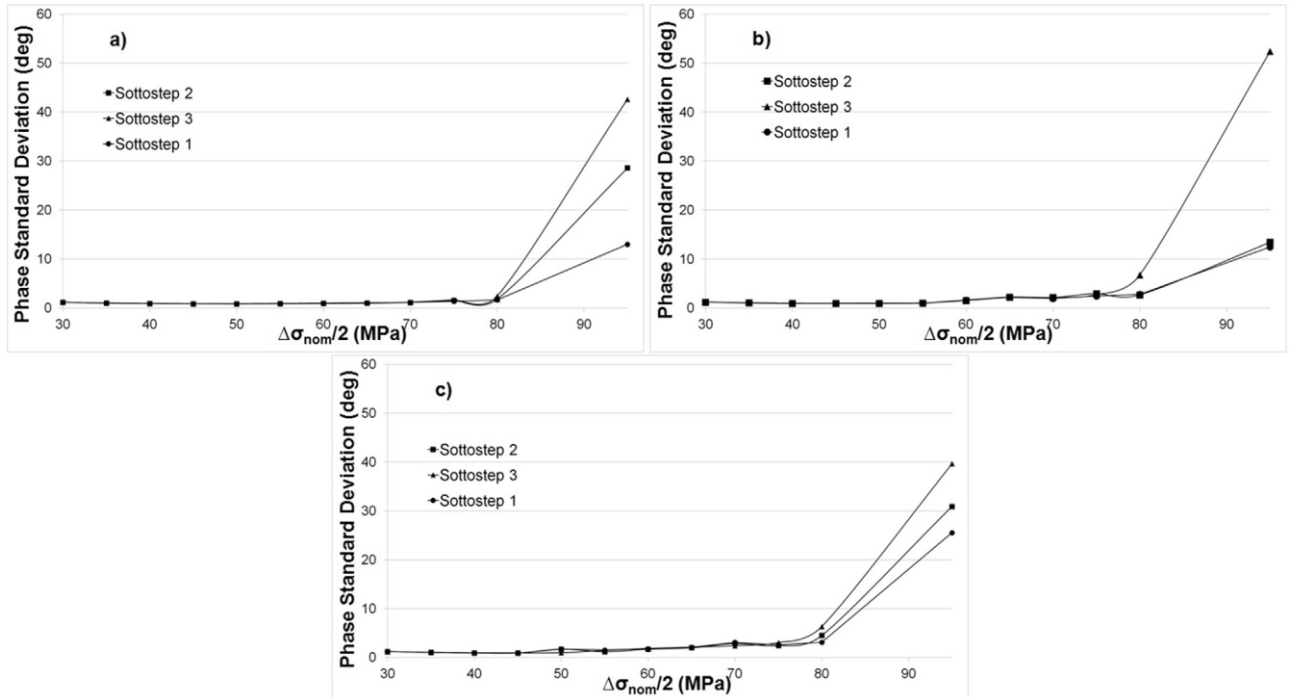 a)
Phase Standard Deviation (deg)
60
50
40
30
20
10
0
Sottostep 2
Sottostep 3
Sottostep 1
30 40 50 60 70 80 90
Δσnom/2 (MPa)
b)
Phase Standard Deviation (deg)
60
50
40
30
20
10
0
Sottostep 2
Sottostep 3
Sottostep 1
30 40 50 60 70 80 90
Δσnom/2 (MPa)
c)
Phase Standard Deviation (deg)
60
50
40
30
20
10
0
Sottostep 2
Sottostep 3
Sottostep 1
30 40 50 60 70 80 90
Δσnom/2 (MPa)